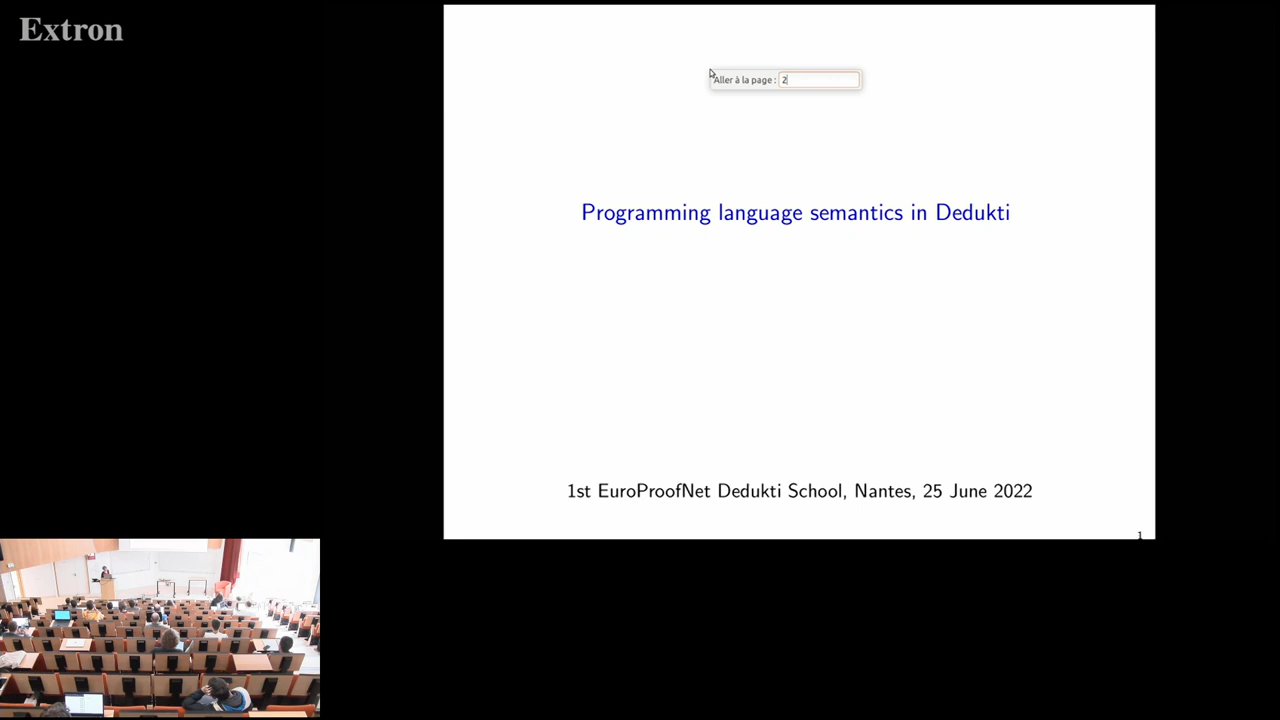 Extron
Aller à la page : 2
Programming language semantics in Dedukti
1st EuroProofNet Dedukti School, Nantes, 25 June 2022
1